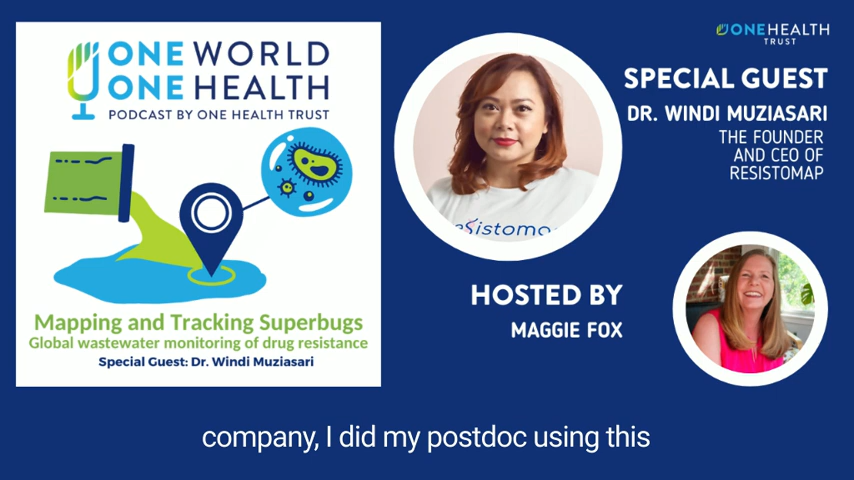 ONE WORLD
ONE HEALTH
PODCAST BY ONE HEALTH TRUST
Mapping and Tracking Superbugs
Global wastewater monitoring of drug resistance
Special Guest: Dr. Windi Muziasari
ONEHEALTH
TRUST
SPECIAL GUEST
DR. WINDI MUZIASARI
THE FOUNDER
AND CEO OF
RESISTOMAP
HOSTED BY
MAGGIE FOX
company, I did my postdoc using this